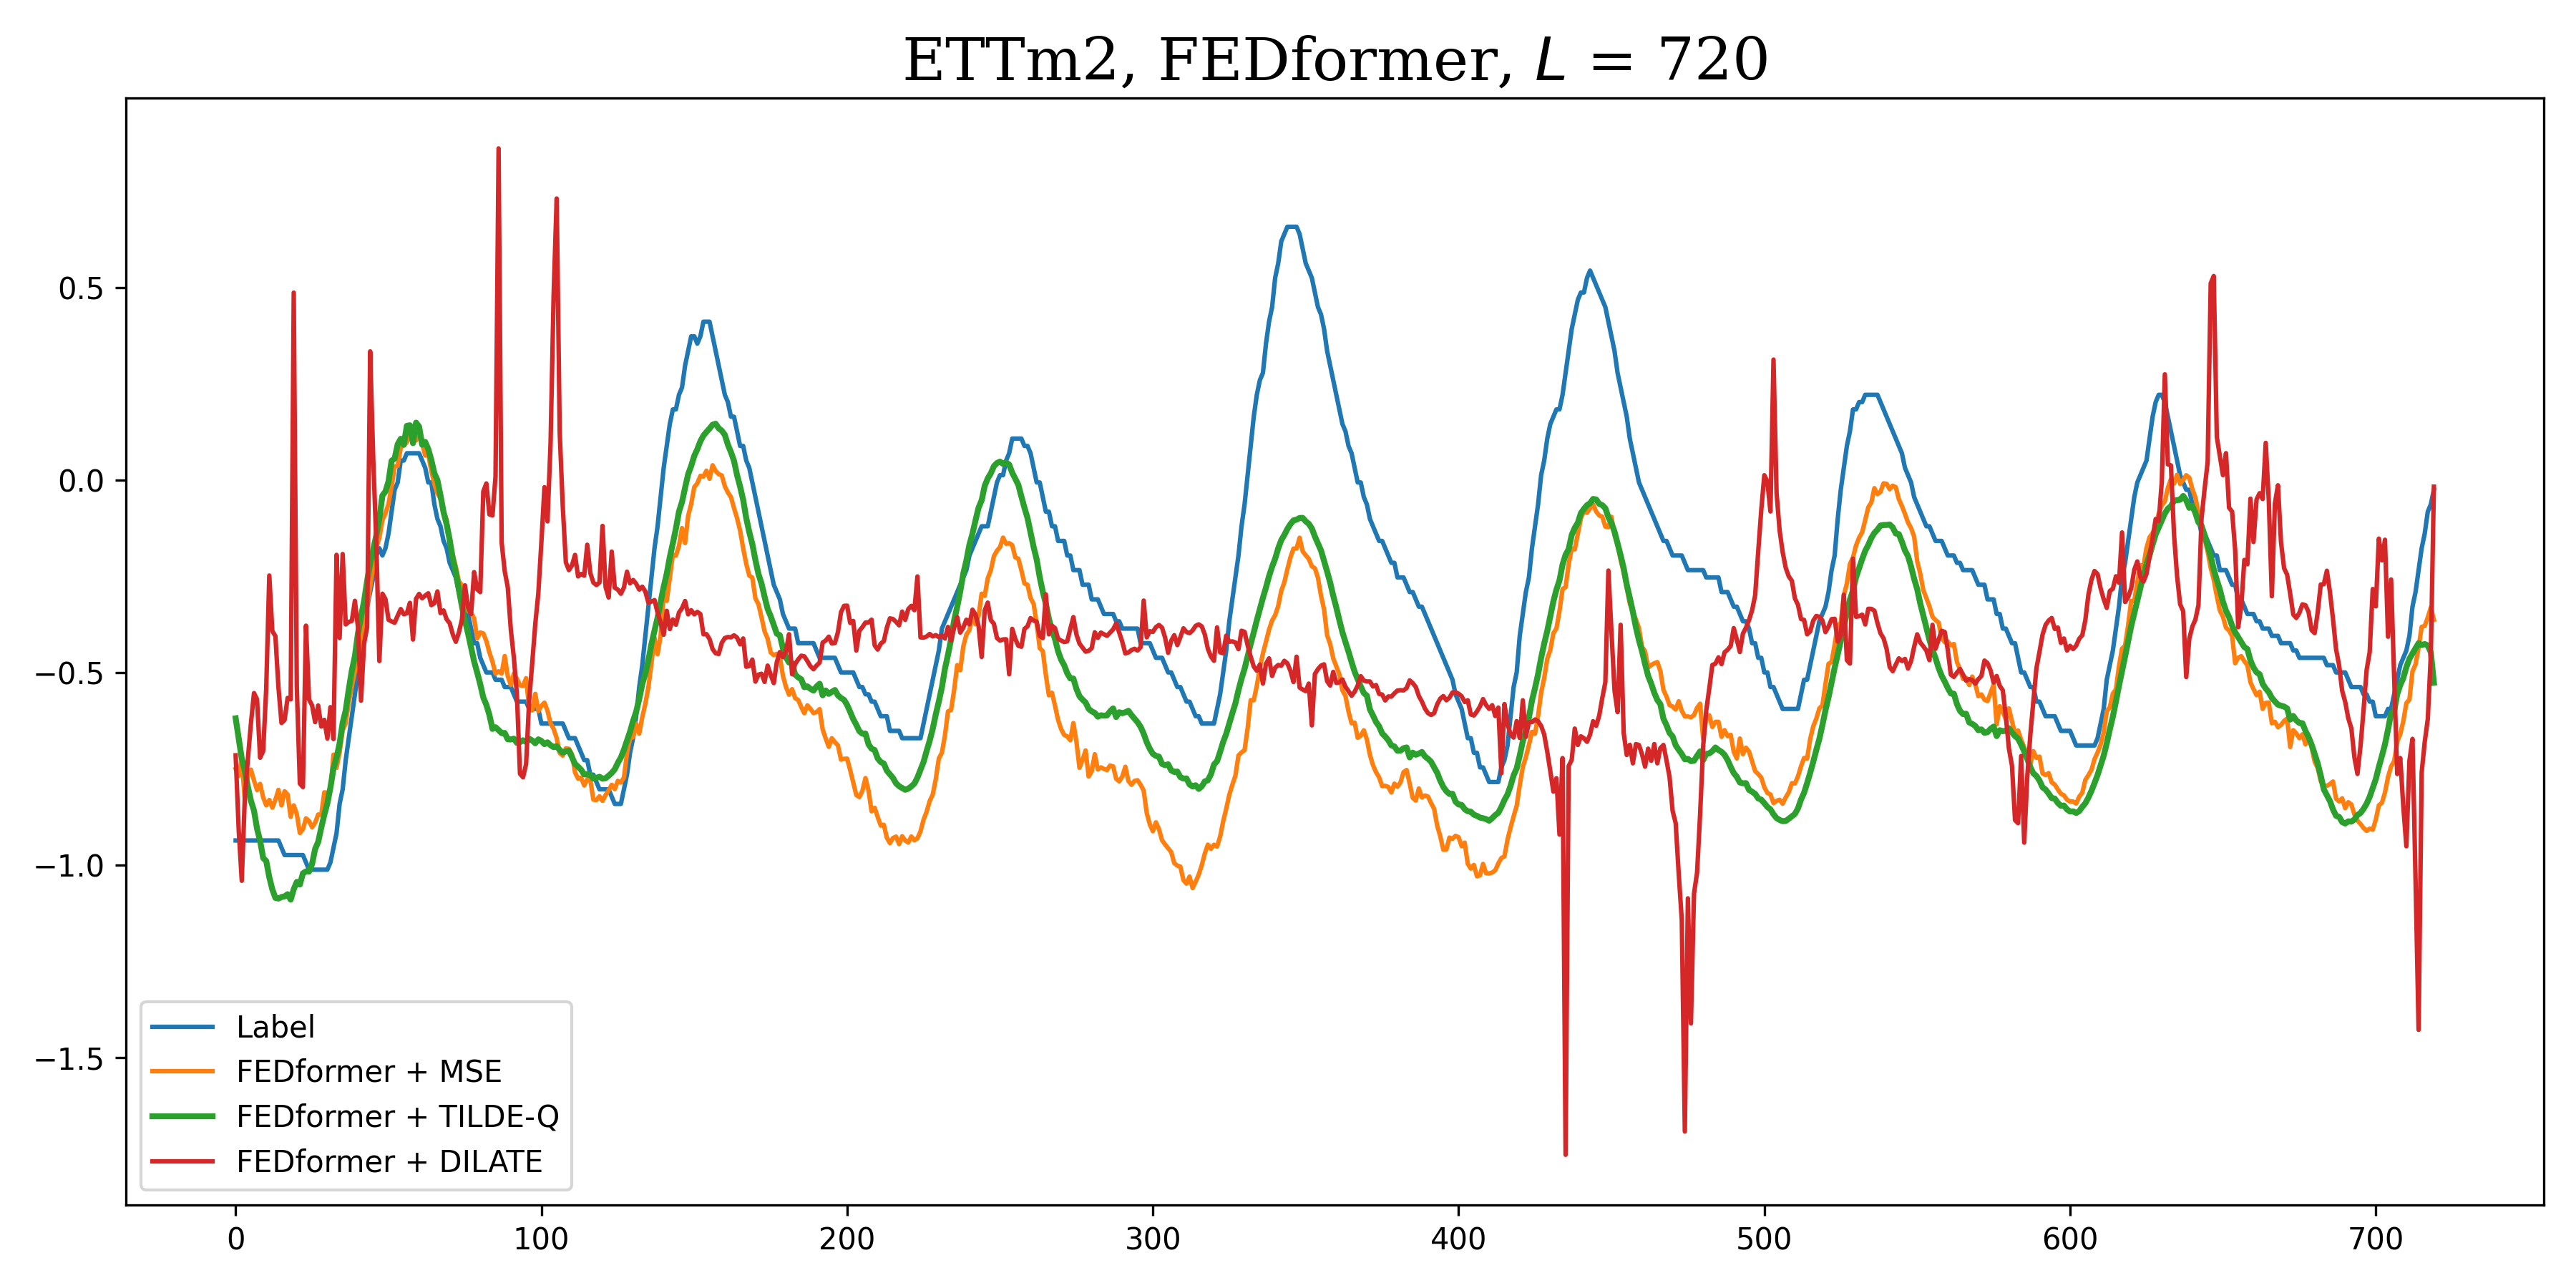 ETTm2, FEDformer, L = 720
0.5
0.0
−0.5
−1.0
−1.5
Label
FEDformer + MSE
FEDformer + TILDE-Q
FEDformer + DILATE
0 100 200 300 400 500 600 700